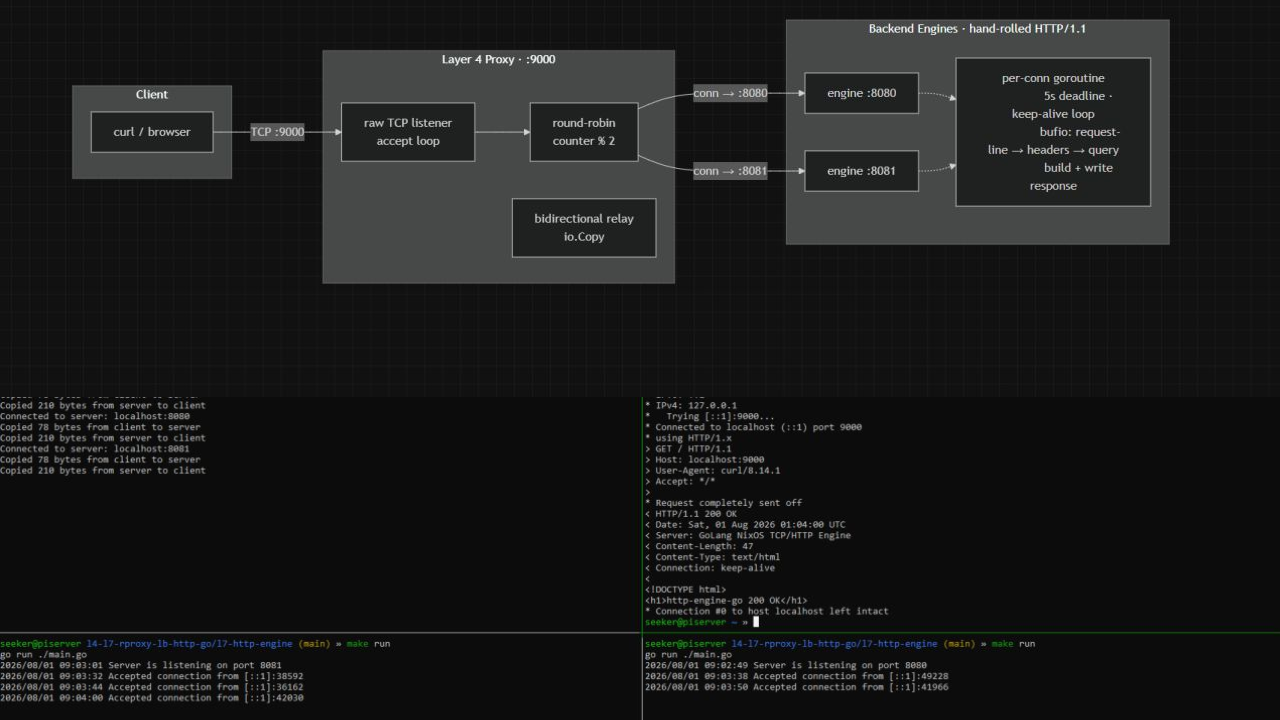 Client
curl / browser
TCP :9000
Layer 4 Proxy · :9000
raw TCP listener
accept loop
round-robin
counter % 2
bidirectional relay
io.Copy
conn → :8080
conn → :8081
Backend Engines · hand-rolled HTTP/1.1
engine :8080
engine :8081
per-conn goroutine
5s deadline ·
keep-alive loop
bufio: request-
line → headers → query
build + write
response
Copied 210 bytes from server to client
Connected to server: localhost:8080
Copied 78 bytes from client to server
Copied 210 bytes from server to client
Connected to server: localhost:8081
Copied 78 bytes from client to server
Copied 210 bytes from server to client
* IPv4: 127.0.0.1
*   Trying [::1]:9000...
* Connected to localhost (::1) port 9000
* using HTTP/1.x
> GET / HTTP/1.1
> Host: localhost:9000
> User-Agent: curl/8.14.1
> Accept: */*
>
* Request completely sent off
< HTTP/1.1 200 OK
< Date: Sat, 01 Aug 2026 01:04:00 UTC
< Server: GoLang NixOS TCP/HTTP Engine
< Content-Length: 47
< Content-Type: text/html
< Connection: keep-alive
<
<!DOCTYPE html>
<h1>http-engine-go 200 OK</h1>
* Connection #0 to host localhost left intact
seeker@piserver ~ »
seeker@piserver l4-l7-rproxy-lb-http-go/l7-http-engine (main) » make run
go run ./main.go
2026/08/01 09:03:01 Server is listening on port 8081
2026/08/01 09:03:32 Accepted connection from [::1]:38592
2026/08/01 09:03:44 Accepted connection from [::1]:36162
2026/08/01 09:04:00 Accepted connection from [::1]:42030
seeker@piserver l4-l7-rproxy-lb-http-go/l7-http-engine (main) » make run
go run ./main.go
2026/08/01 09:02:49 Server is listening on port 8080
2026/08/01 09:03:38 Accepted connection from [::1]:49228
2026/08/01 09:03:50 Accepted connection from [::1]:41966